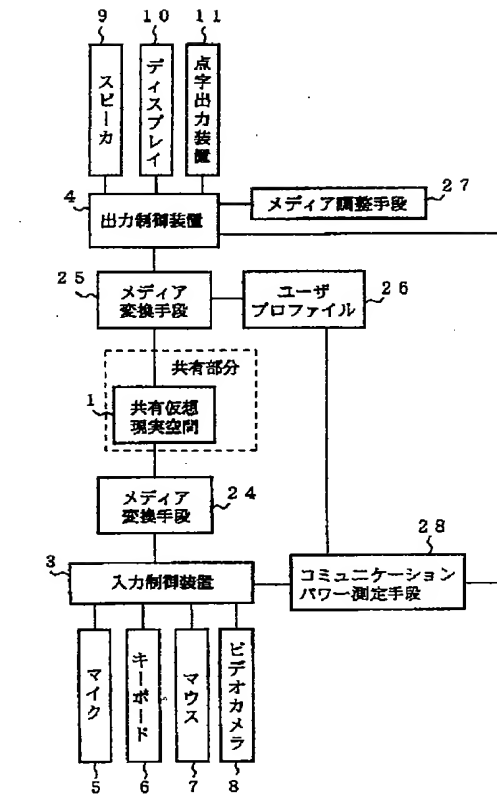 9
10
11
スピーカ
ディスプレイ
点字出力装置
4
出力制御装置
27
メディア調整手段
25
メディア
変換手段
ユーザ
プロファイル
26
共有部分
1
共有仮想
現実空間
メディア
変換手段
24
3
入力制御装置
28
コミュニケーション
パワー測定手段
マイク
キーボード
マウス
ビデオカメラ
5
6
7
8